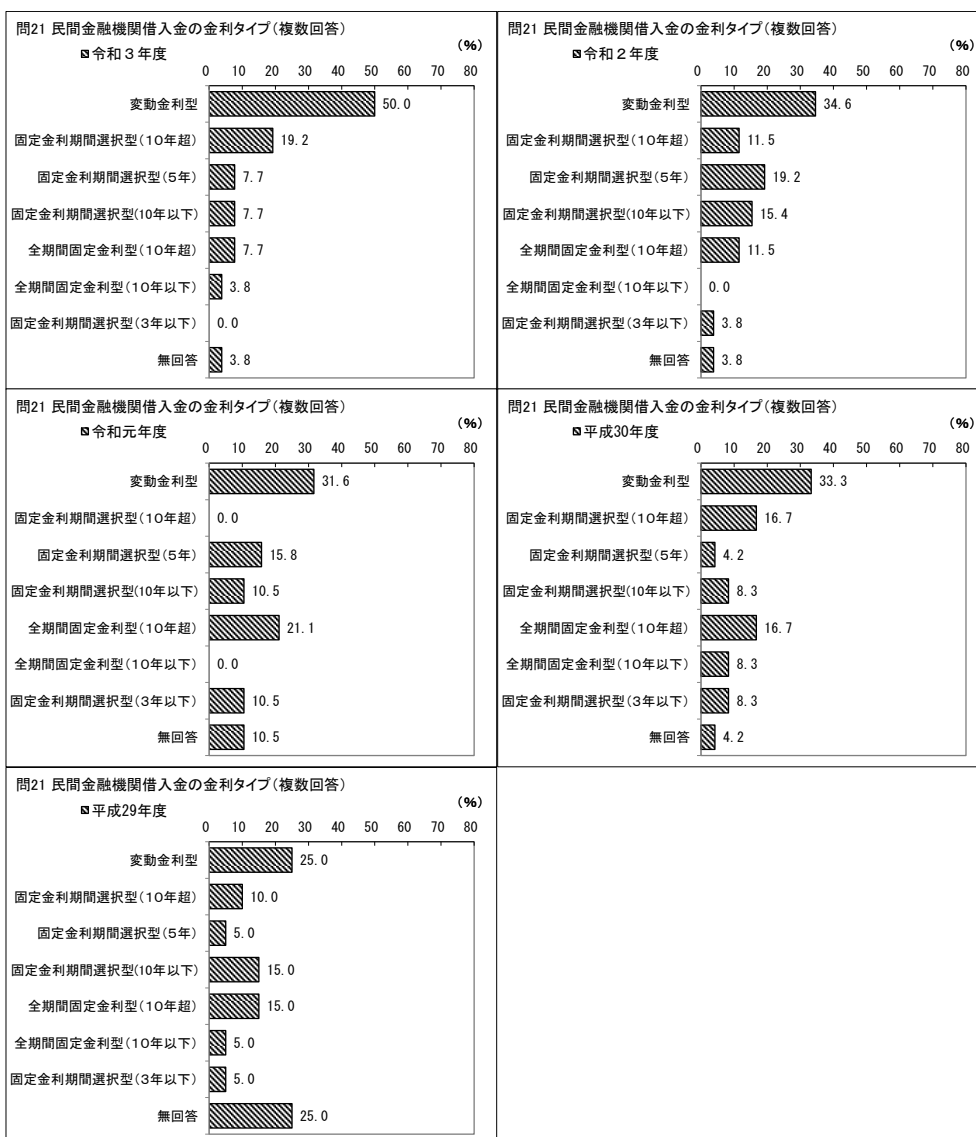 問21 民間金融機関借入金の金利タイプ(複数回答)
令和３年度
(%)
0 10 20 30 40 50 60 70 80
変動金利型 50.0
固定金利期間選択型(１０年超) 19.2
固定金利期間選択型(５年) 7.7
固定金利期間選択型(10年以下) 7.7
全期間固定金利型(１０年超) 7.7
全期間固定金利型(１０年以下) 3.8
固定金利期間選択型(３年以下) 0.0
無回答 3.8
問21 民間金融機関借入金の金利タイプ(複数回答)
令和２年度
(%)
0 10 20 30 40 50 60 70 80
変動金利型 34.6
固定金利期間選択型(１０年超) 11.5
固定金利期間選択型(５年) 19.2
固定金利期間選択型(10年以下) 15.4
全期間固定金利型(１０年超) 11.5
全期間固定金利型(１０年以下) 0.0
固定金利期間選択型(３年以下) 3.8
無回答 3.8
問21 民間金融機関借入金の金利タイプ(複数回答)
令和元年度
(%)
0 10 20 30 40 50 60 70 80
変動金利型 31.6
固定金利期間選択型(１０年超) 0.0
固定金利期間選択型(５年) 15.8
固定金利期間選択型(10年以下) 10.5
全期間固定金利型(１０年超) 21.1
全期間固定金利型(１０年以下) 0.0
固定金利期間選択型(３年以下) 10.5
無回答 10.5
問21 民間金融機関借入金の金利タイプ(複数回答)
平成30年度
(%)
0 10 20 30 40 50 60 70 80
変動金利型 33.3
固定金利期間選択型(１０年超) 16.7
固定金利期間選択型(５年) 4.2
固定金利期間選択型(10年以下) 8.3
全期間固定金利型(１０年超) 16.7
全期間固定金利型(１０年以下) 8.3
固定金利期間選択型(３年以下) 8.3
無回答 4.2
問21 民間金融機関借入金の金利タイプ(複数回答)
平成29年度
(%)
0 10 20 30 40 50 60 70 80
変動金利型 25.0
固定金利期間選択型(１０年超) 10.0
固定金利期間選択型(５年) 5.0
固定金利期間選択型(10年以下) 15.0
全期間固定金利型(１０年超) 15.0
全期間固定金利型(１０年以下) 5.0
固定金利期間選択型(３年以下) 5.0
無回答 25.0